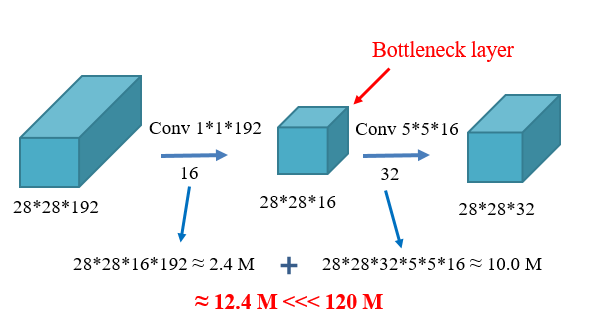 Bottleneck layer
Conv 1*1*192
Conv 5*5*16
16
32
28*28*192
28*28*16
28*28*32
28*28*16*192 ≈ 2.4 M + 28*28*32*5*5*16 ≈ 10.0 M
≈ 12.4 M <<< 120 M